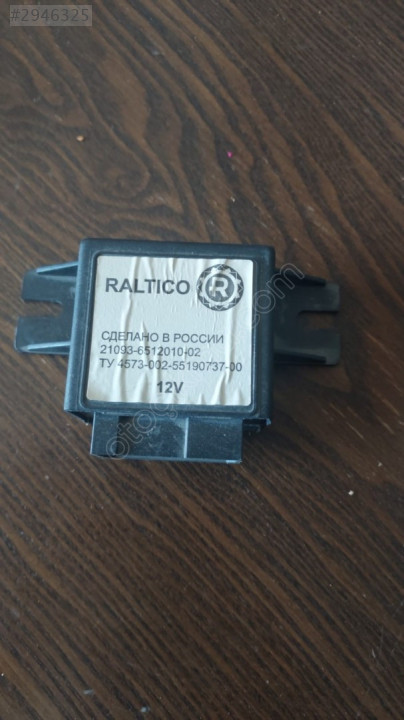 #2946325
RALTICO R
СДЕЛАНО В РОССИИ
21093-6512010-02
ТУ 4573-002-55190737-00
12V